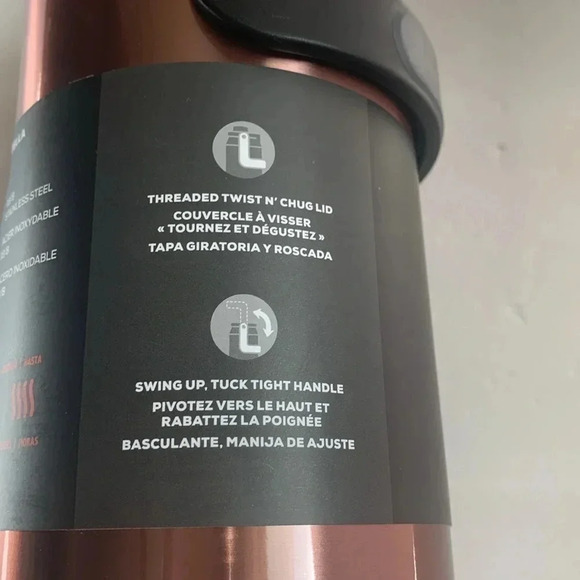 THREADED TWIST N' CHUG LID
COUVERCLE À VISSER
« TOURNEZ ET DÉGUSTEZ »
TAPA GIRATORIA Y ROSCADA
SWING UP, TUCK TIGHT HANDLE
PIVOTEZ VERS LE HAUT ET
RABATTEZ LA POIGNÉE
BASCULANTE, MANIJA DE AJUSTE
STEEL